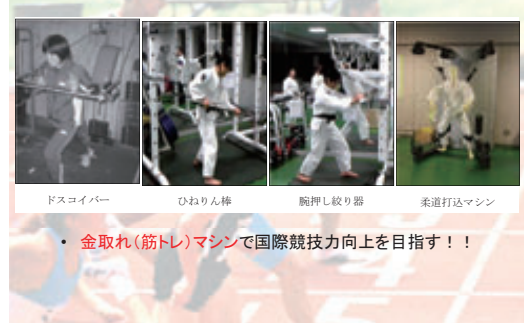 ドスコイバー
ひねりん棒
腕押し絞り器
柔道打込マシン
• 金取れ（筋トレ）マシンで国際競技力向上を目指す！！